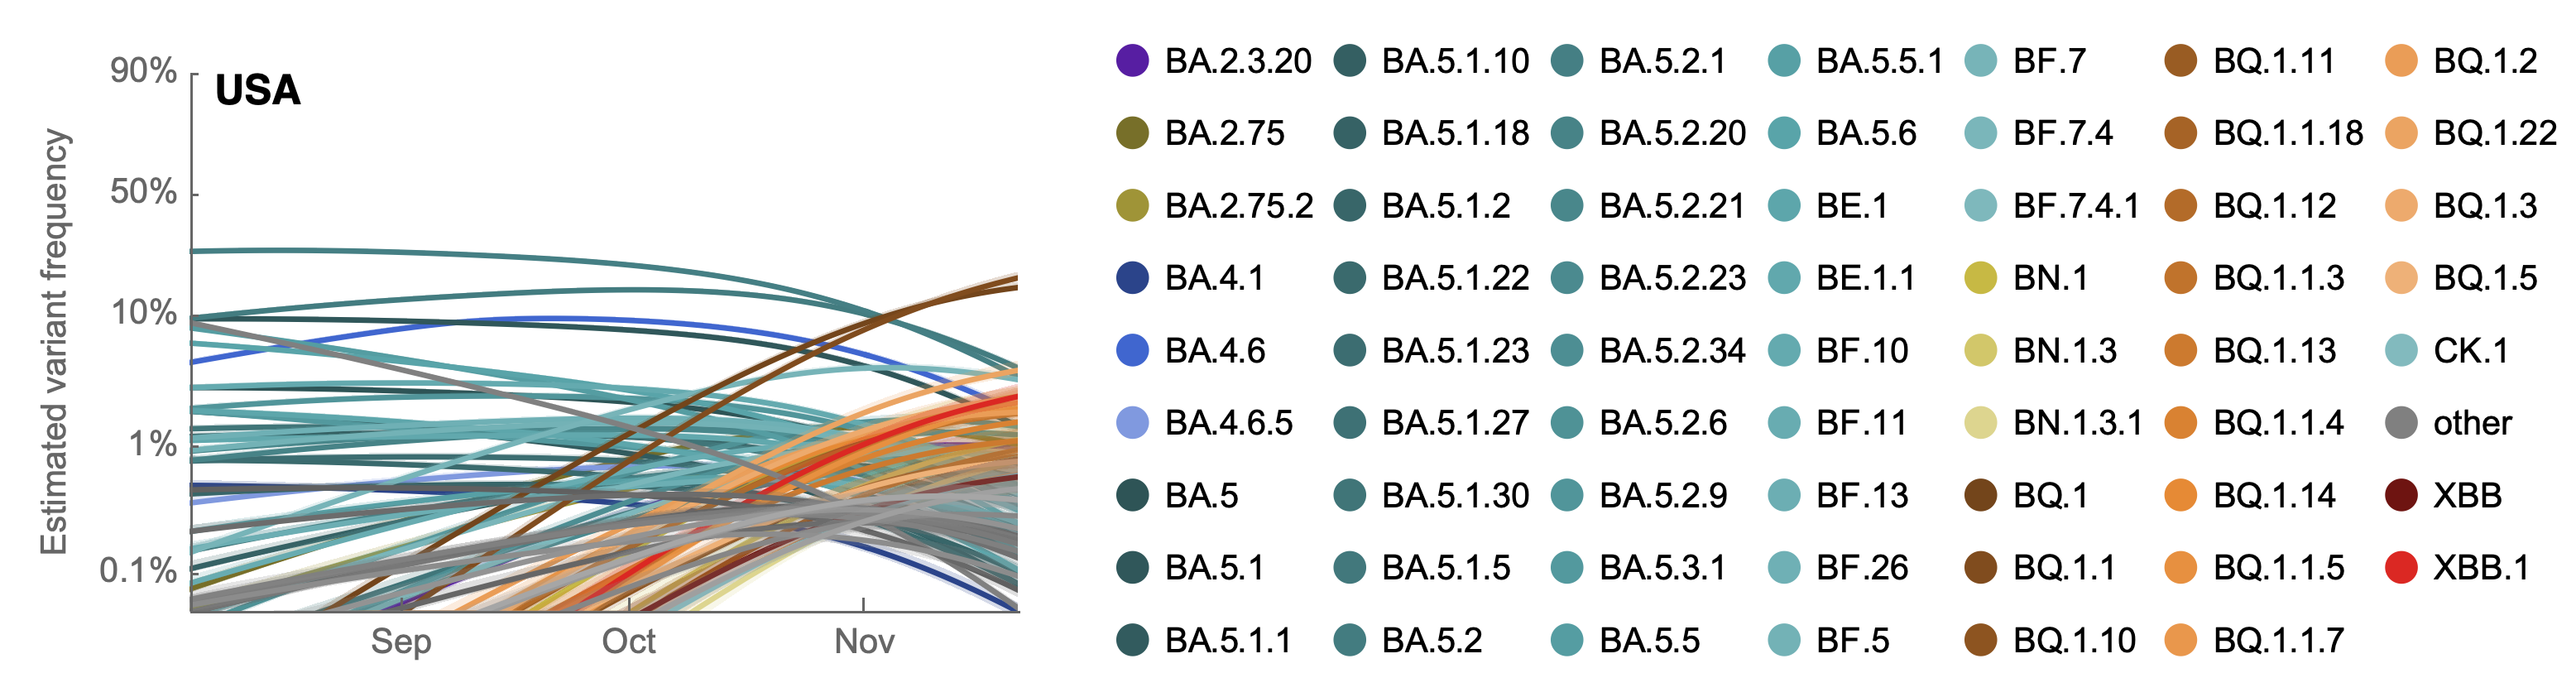 90%
USA
50%
10%
1%
0.1%
Estimated variant frequency
Sep Oct Nov
BA.2.3.20 BA.5.1.10 BA.5.2.1 BA.5.5.1 BF.7 BQ.1.11 BQ.1.2
BA.2.75 BA.5.1.18 BA.5.2.20 BA.5.6 BF.7.4 BQ.1.1.18 BQ.1.22
BA.2.75.2 BA.5.1.2 BA.5.2.21 BE.1 BF.7.4.1 BQ.1.12 BQ.1.3
BA.4.1 BA.5.1.22 BA.5.2.23 BE.1.1 BN.1 BQ.1.1.3 BQ.1.5
BA.4.6 BA.5.1.23 BA.5.2.34 BF.10 BN.1.3 BQ.1.13 CK.1
BA.4.6.5 BA.5.1.27 BA.5.2.6 BF.11 BN.1.3.1 BQ.1.1.4 other
BA.5 BA.5.1.30 BA.5.2.9 BF.13 BQ.1 BQ.1.14 XBB
BA.5.1 BA.5.1.5 BA.5.3.1 BF.26 BQ.1.1 BQ.1.1.5 XBB.1
BA.5.1.1 BA.5.2 BA.5.5 BF.5 BQ.1.10 BQ.1.1.7